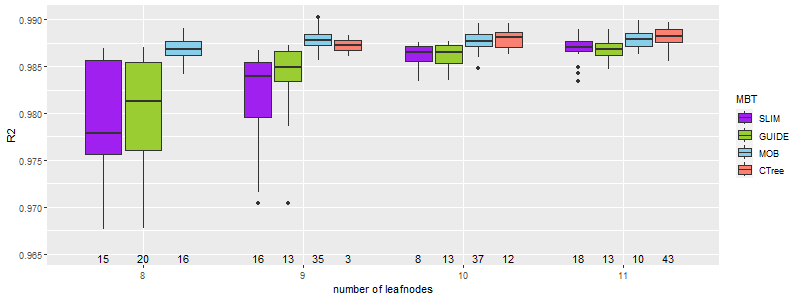 0.990
0.985
0.980
0.975
0.970
0.965
R2
15 20 16 16 13 35 3 8 13 37 12 18 13 10 43
8 9 10 11
number of leafnodes
MBT
SLIM
GUIDE
MOB
CTree